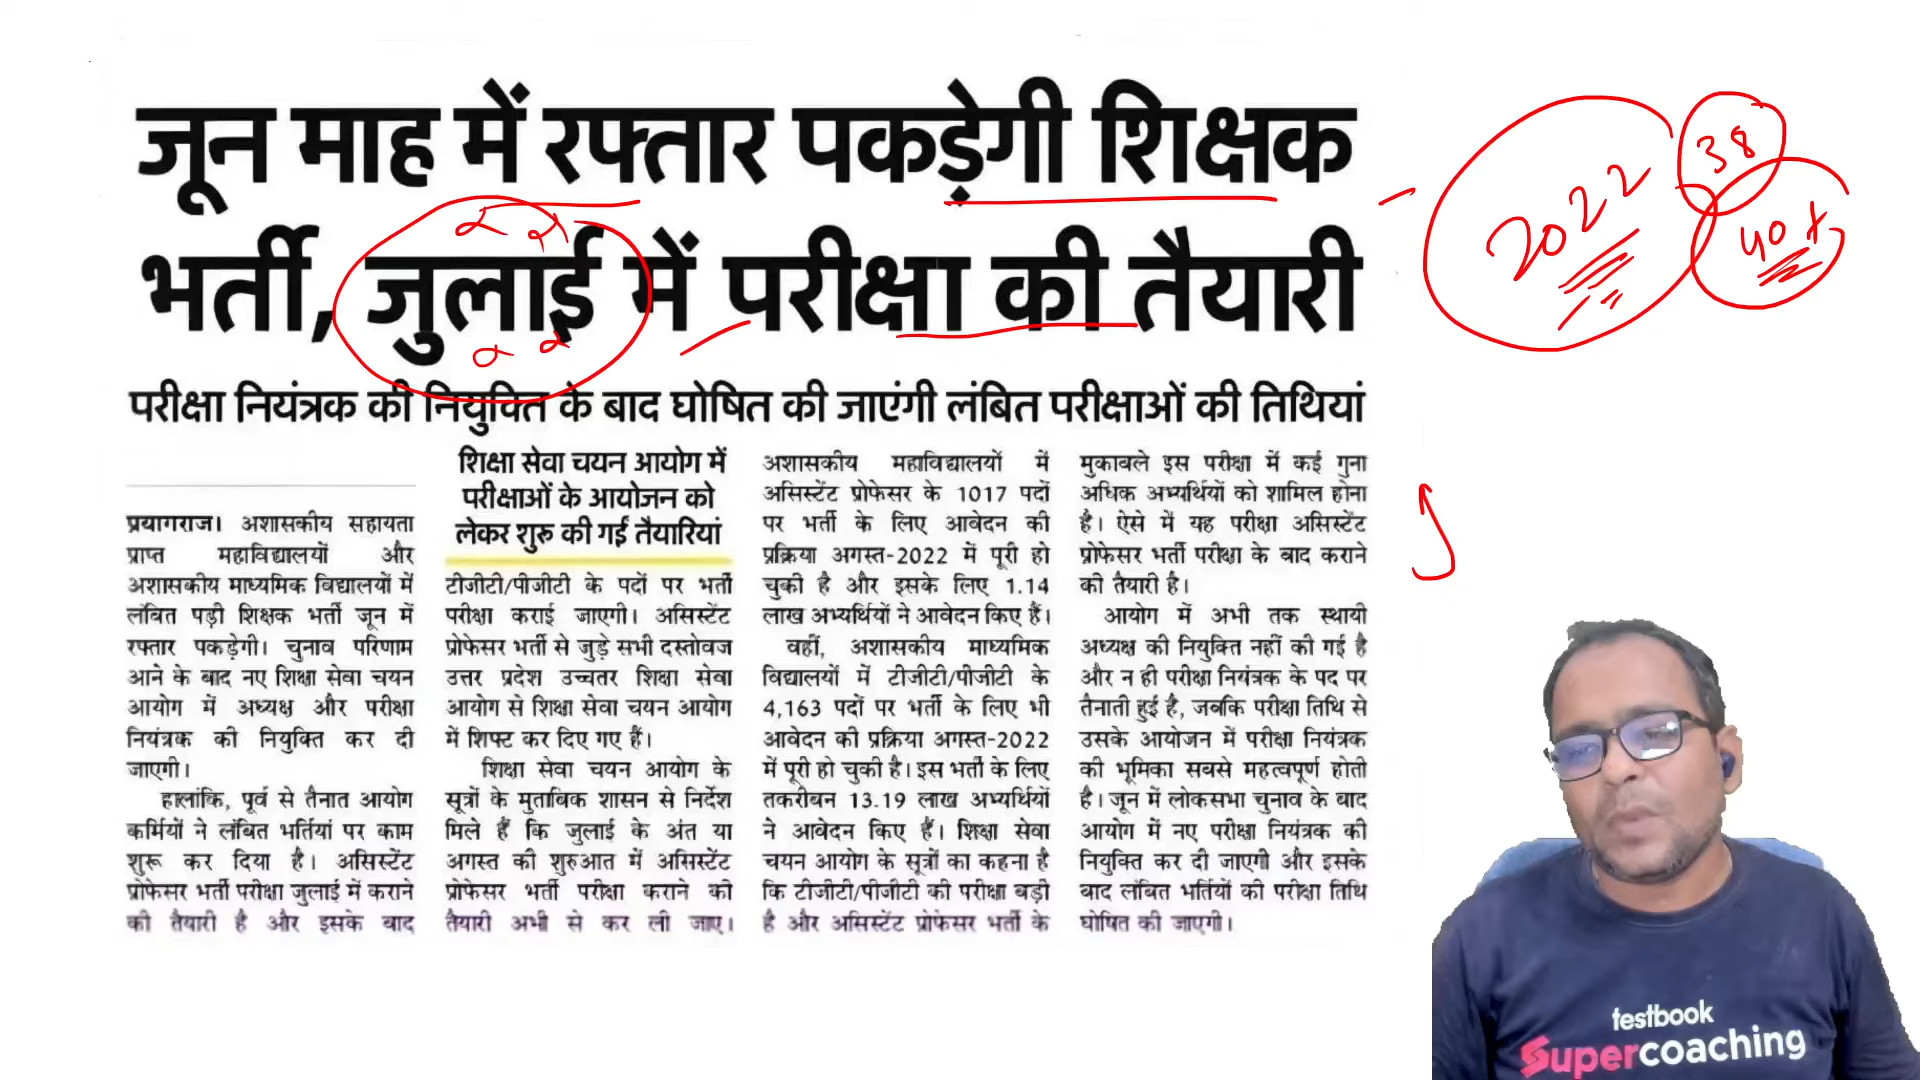 जून माह में रफ्तार पकड़ेगी शिक्षक
भर्ती, जुलाई में परीक्षा की तैयारी
परीक्षा नियंत्रक की नियुक्ति के बाद घोषित की जाएंगी लंबित परीक्षाओं की तिथियां
प्रयागराज। अशासकीय सहायता
प्राप्त महाविद्यालयों और
अशासकीय माध्यमिक विद्यालयों में
लंबित पड़ी शिक्षक भर्ती जून में
रफ्तार पकड़ेगी। चुनाव परिणाम
आने के बाद नए शिक्षा सेवा चयन
आयोग में अध्यक्ष और परीक्षा
नियंत्रक की नियुक्ति कर दी
जाएगी।
हालांकि, पूर्व से तैनात आयोग
कर्मियों ने लंबित भर्तियां पर काम
शुरू कर दिया है। असिस्टेंट
प्रोफेसर भर्ती परीक्षा जुलाई में कराने
की तैयारी है और इसके बाद
शिक्षा सेवा चयन आयोग में
परीक्षाओं के आयोजन को
लेकर शुरू की गईं तैयारियां
टीजीटी/पीजीटी के पदों पर भर्ती
परीक्षा कराई जाएगी। असिस्टेंट
प्रोफेसर भर्ती से जुड़े सभी दस्तोवज
उत्तर प्रदेश उच्चतर शिक्षा सेवा
आयोग से शिक्षा सेवा चयन आयोग
में शिफ्ट कर दिए गए हैं।
शिक्षा सेवा चयन आयोग के
सूत्रों के मुताबिक शासन से निर्देश
मिले हैं कि जुलाई के अंत या
अगस्त की शुरुआत में असिस्टेंट
प्रोफेसर भर्ती परीक्षा कराने की
तैयारी अभी से कर ली जाए।
अशासकीय महाविद्यालयों में
असिस्टेंट प्रोफेसर के 1017 पदों
पर भर्ती के लिए आवेदन की
प्रक्रिया अगस्त-2022 में पूरी हो
चुकी है और इसके लिए 1.14
लाख अभ्यर्थियों ने आवेदन किए हैं।
वहीं, अशासकीय माध्यमिक
विद्यालयों में टीजीटी/पीजीटी के
4,163 पदों पर भर्ती के लिए भी
आवेदन की प्रक्रिया अगस्त-2022
में पूरी हो चुकी है। इस भर्ती के लिए
तकरीबन 13.19 लाख अभ्यर्थियों
ने आवेदन किए हैं। शिक्षा सेवा
चयन आयोग के सूत्रों का कहना है
कि टीजीटी/पीजीटी की परीक्षा बड़ी
है और असिस्टेंट प्रोफेसर भर्ती के
मुकाबले इस परीक्षा में कई गुना
अधिक अभ्यर्थियों को शामिल होना
है। ऐसे में यह परीक्षा असिस्टेंट
प्रोफेसर भर्ती परीक्षा के बाद कराने
की तैयारी है।
आयोग में अभी तक स्थायी
अध्यक्ष की नियुक्ति नहीं की गई है
और न ही परीक्षा नियंत्रक के पद पर
तैनाती हुई है, जबकि परीक्षा तिथि से
उसके आयोजन में परीक्षा नियंत्रक
की भूमिका सबसे महत्वपूर्ण होती
है। जून में लोकसभा चुनाव के बाद
आयोग में नए परीक्षा नियंत्रक की
नियुक्ति कर दी जाएगी और इसके
बाद लंबित भर्तियों की परीक्षा तिथि
घोषित की जाएगी।
2022
38
40+
testbook
Supercoaching